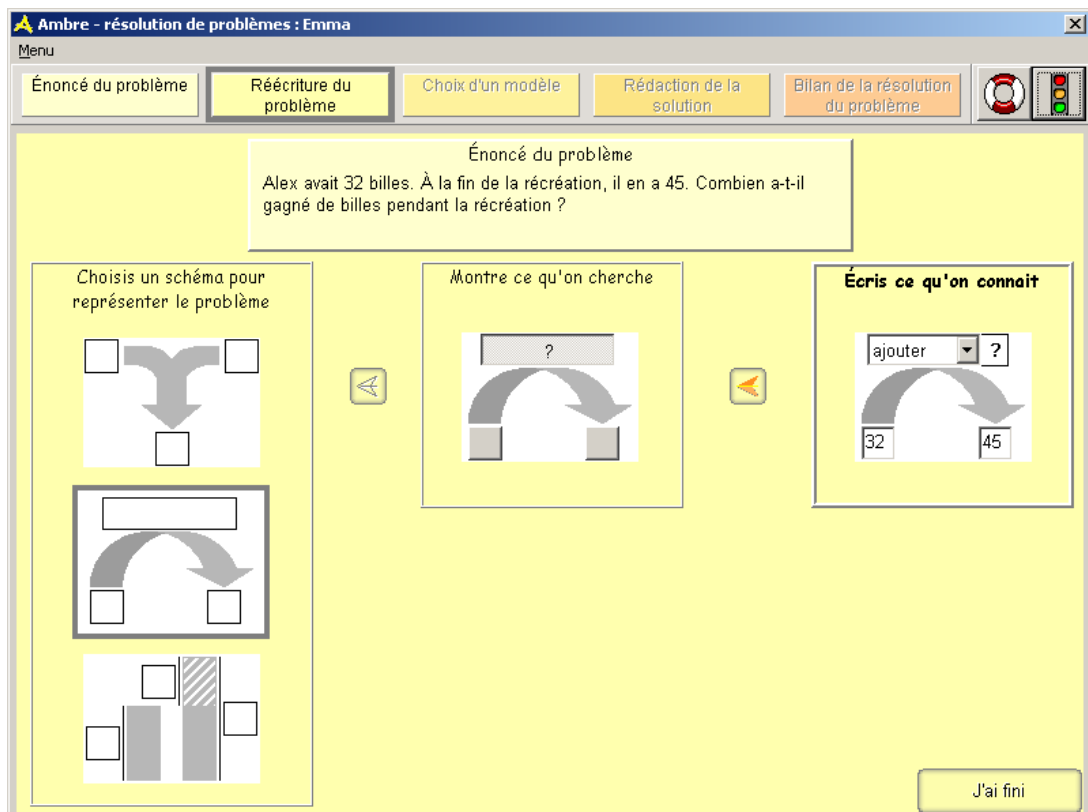 Ambre - résolution de problèmes : Emma
Menu
Énoncé du problème
Réécriture du
problème
Choix d'un modèle
Rédaction de la
solution
Bilan de la résolution
du problème
Énoncé du problème
Alex avait 32 billes. À la fin de la récréation, il en a 45. Combien a-t-il
gagné de billes pendant la récréation ?
Choisis un schéma pour
représenter le problème
Montre ce qu'on cherche
?
Écris ce qu'on connait
ajouter ?
32 45
J'ai fini